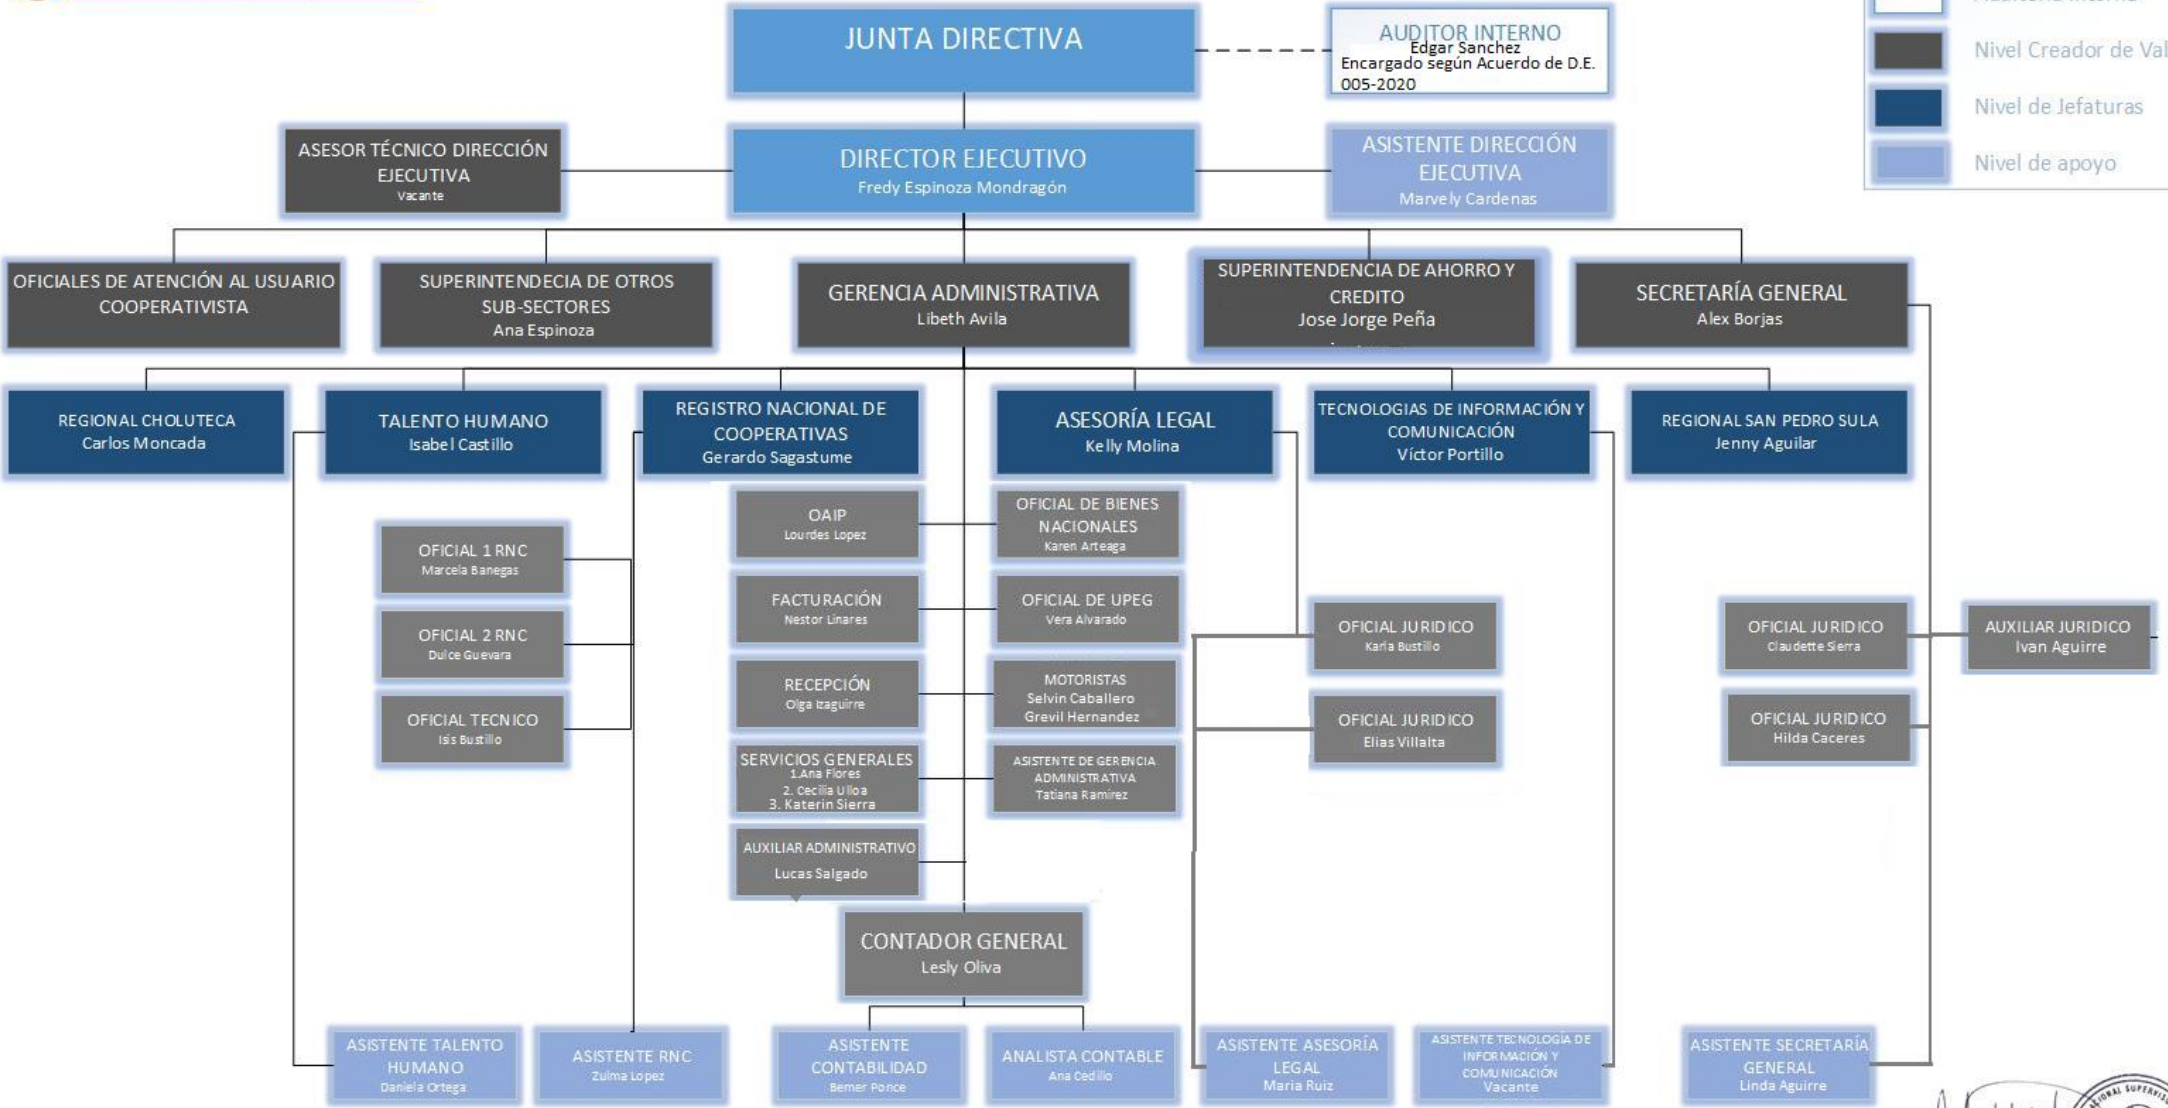 JUNTA DIRECTIVA
AUDITOR INTERNO
Edgar Sanchez
Encargado según Acuerdo de D.E.
005-2020
Nivel Creador de Val
Nivel de Jefaturas
Nivel de apoyo
ASESOR TÉCNICO DIRECCIÓN
EJECUTIVA
Vacante
DIRECTOR EJECUTIVO
Fredy Espinoza Mondragón
ASISTENTE DIRECCIÓN
EJECUTIVA
Marvely Cardenas
OFICIALES DE ATENCIÓN AL USUARIO
COOPERATIVISTA
SUPERINTENDECIA DE OTROS
SUB-SECTORES
Ana Espinoza
GERENCIA ADMINISTRATIVA
Libeth Avila
SUPERINTENDENCIA DE AHORRO Y
CREDITO
Jose Jorge Peña
SECRETARÍA GENERAL
Alex Borjas
REGIONAL CHOLUTECA
Carlos Moncada
TALENTO HUMANO
Isabel Castillo
REGISTRO NACIONAL DE
COOPERATIVAS
Gerardo Sagastume
ASESORÍA LEGAL
Kelly Molina
TECNOLOGIAS DE INFORMACIÓN Y
COMUNICACIÓN
Víctor Portillo
REGIONAL SAN PEDRO SULA
Jenny Aguilar
OFICIAL 1 RNC
Marcela Banegas
OFICIAL 2 RNC
Dulce Guevara
OFICIAL TECNICO
Isis Bustillo
OAIP
Lourdes Lopez
OFICIAL DE BIENES
NACIONALES
Karen Arteaga
FACTURACIÓN
Nestor Linares
OFICIAL DE UPEG
Vera Alvarado
RECEPCIÓN
Olga Izaguirre
MOTORISTAS
Selvin Caballero
Grevil Hernandez
SERVICIOS GENERALES
1.Ana Flores
2. Cecilia Ulloa
3. Katerin Sierra
ASISTENTE DE GERENCIA
ADMINISTRATIVA
Tatiana Ramirez
AUXILIAR ADMINISTRATIVO
Lucas Salgado
OFICIAL JURIDICO
Karla Bustillo
OFICIAL JURIDICO
Elias Villalta
OFICIAL JURIDICO
Claudette Sierra
AUXILIAR JURIDICO
Ivan Aguirre
OFICIAL JURIDICO
Hilda Caceres
CONTADOR GENERAL
Lesly Oliva
ASISTENTE TALENTO
HUMANO
Daniela Ortega
ASISTENTE RNC
Zulma Lopez
ASISTENTE
CONTABILIDAD
Bemer Ponce
ANALISTA CONTABLE
Ana Cedillo
ASISTENTE ASESORÍA
LEGAL
Maria Ruiz
ASISTENTE TECNOLOGÍA DE
INFORMACIÓN Y
COMUNICACIÓN
Vacante
ASISTENTE SECRETARÍA
GENERAL
Linda Aguirre